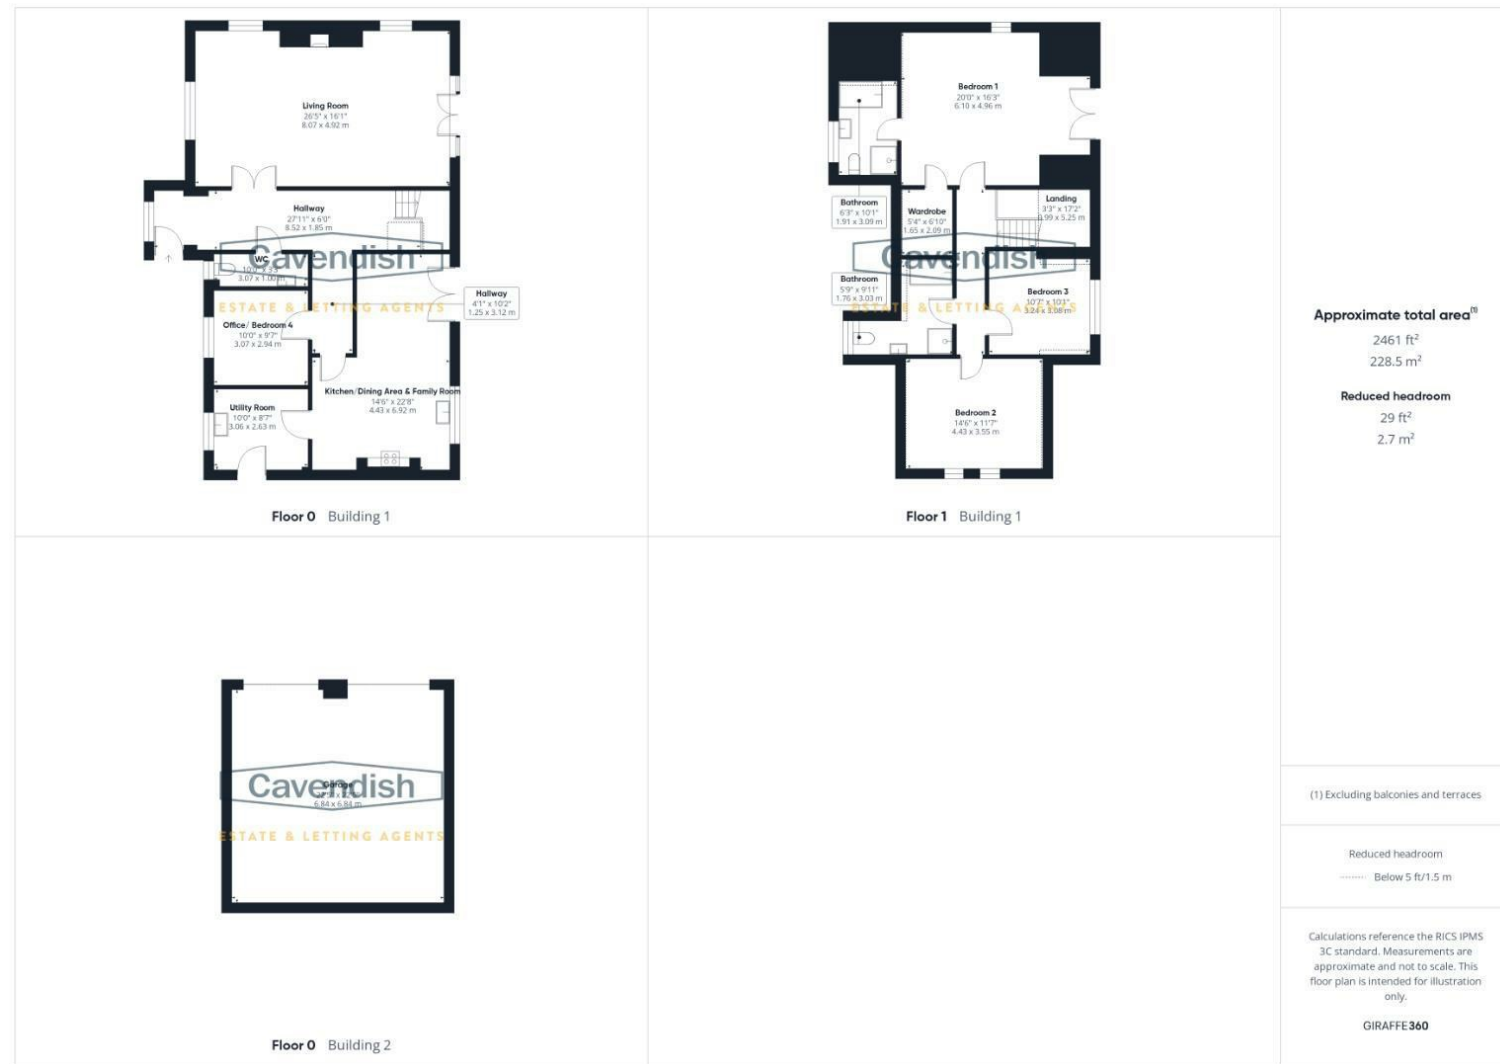 Living Room
26'5" x 16'1"
8.07 x 4.92 m
Hallway
27'11" x 6'0"
8.52 x 1.85 m
Cavendish
ESTATE & LETTING AGENTS
WC
3.07 x 1.00 m
Hallway
4'1" x 10'2"
1.25 x 3.12 m
Office/ Bedroom 4
10'0" x 9'7"
3.07 x 2.94 m
Kitchen/Dining Area & Family Room
14'6" x 22'8"
4.43 x 6.92 m
Utility Room
10'0" x 8'7"
3.06 x 2.63 m
Floor 0 Building 1
Bedroom 1
20'0" x 16'3"
6.10 x 4.96 m
Bathroom
6'3" x 10'1"
1.91 x 3.09 m
Wardrobe
5'4" x 6'10"
1.65 x 2.09 m
Landing
3'3" x 17'2"
0.99 x 5.25 m
Cavendish
ESTATE & LETTING AGENTS
Bathroom
5'9" x 9'11"
1.76 x 3.03 m
Bedroom 3
10'7" x 10'1"
3.24 x 3.08 m
Bedroom 2
14'6" x 11'7"
4.43 x 3.55 m
Floor 1 Building 1
Approximate total area(1)
2461 ft²
228.5 m²
Reduced headroom
29 ft²
2.7 m²
Garage
6.84 x 6.84 m
Cavendish
ESTATE & LETTING AGENTS
Floor 0 Building 2
(1) Excluding balconies and terraces
Reduced headroom
Below 5 ft/1.5 m
Calculations reference the RICS IPMS
3C standard. Measurements are
approximate and not to scale. This
floor plan is intended for illustration
only.
GIRAFFE360